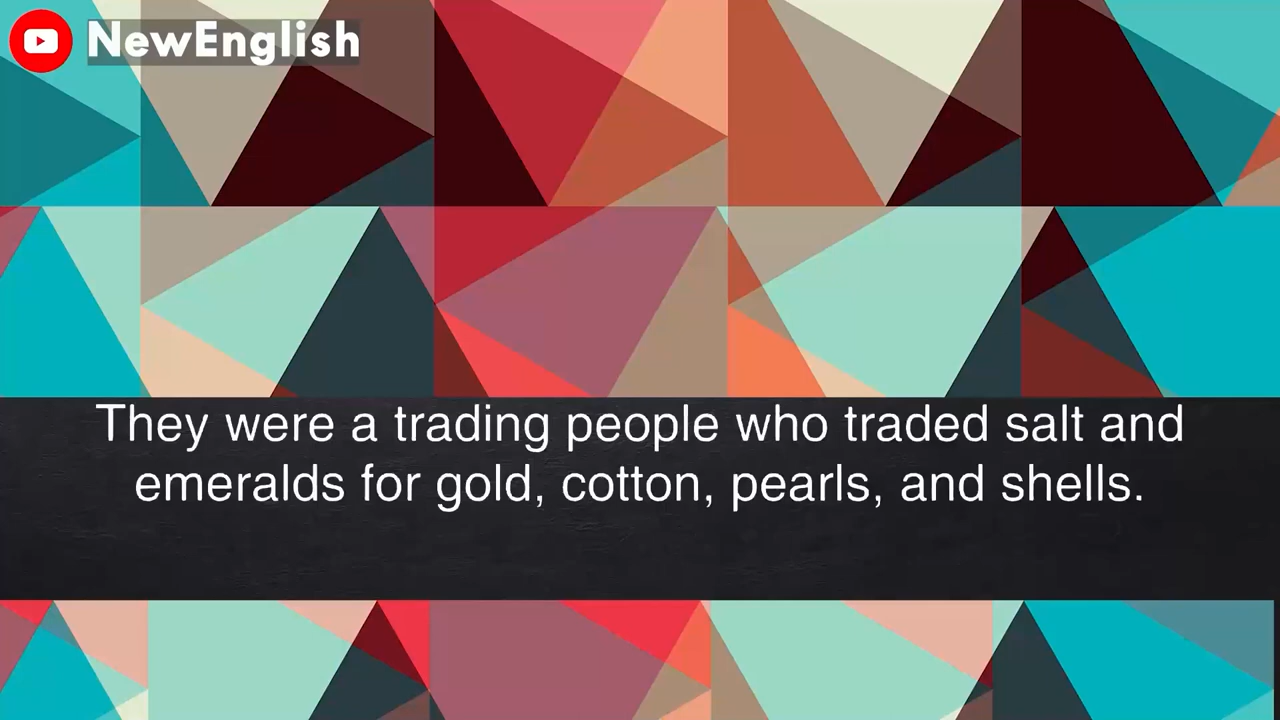 NewEnglish
They were a trading people who traded salt and
emeralds for gold, cotton, pearls, and shells.